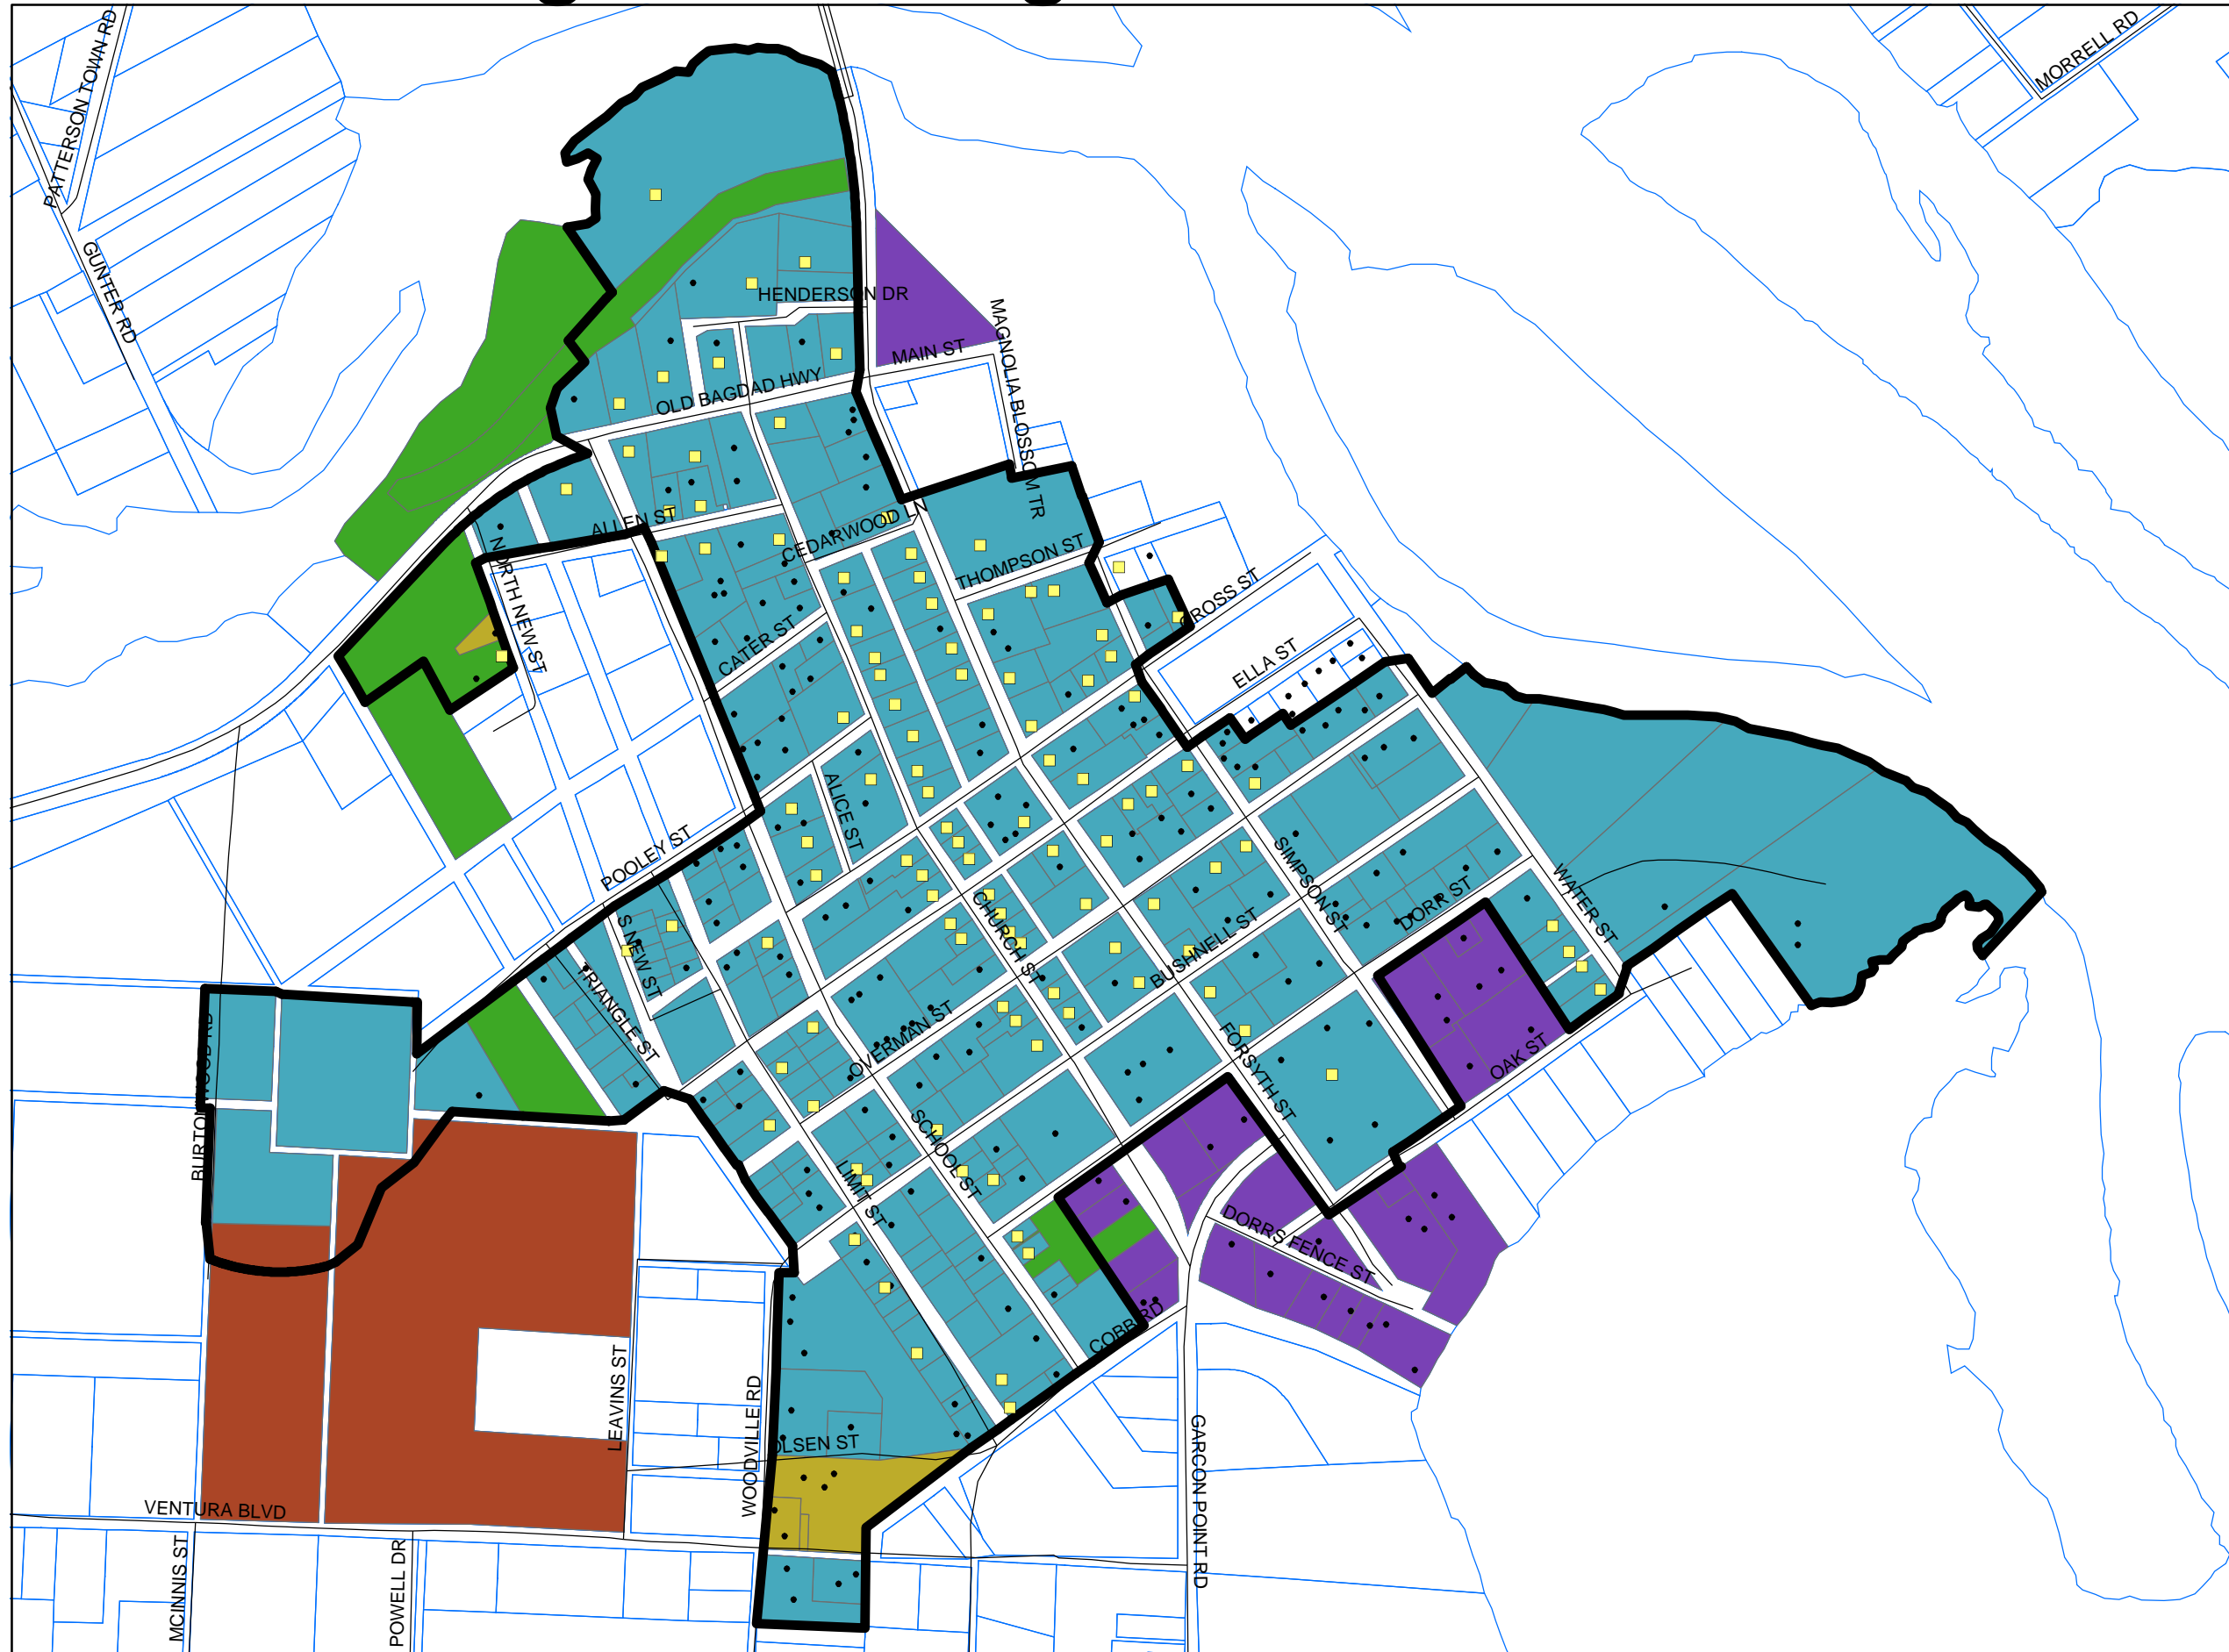 PATTERSON TOWN RD
MORRELL RD
GUNTER RD
HENDERSON DR
MAGNOLIA BLOSSOM TR
MAIN ST
OLD BAGDAD HWY
ALLEN ST
CEDARWOOD LN
NORTH NEW ST
THOMPSON ST
CROSS ST
CATER ST
ELLA ST
ALICE ST
POOLEY ST
SIMPSON ST
WATER ST
DORR ST
CHURCH ST
S NEW ST
BUSHNELL ST
TRIANGLE ST
OVERMAN ST
FORSYTH ST
OAK ST
BURTONWOOD RD
SCHOOL ST
LIMIT ST
DORRS FENCE ST
COBB RD
LEAVINS ST
WOODVILLE RD
OLSEN ST
GARCON POINT RD
VENTURA BLVD
MCINNIS ST
POWELL DR